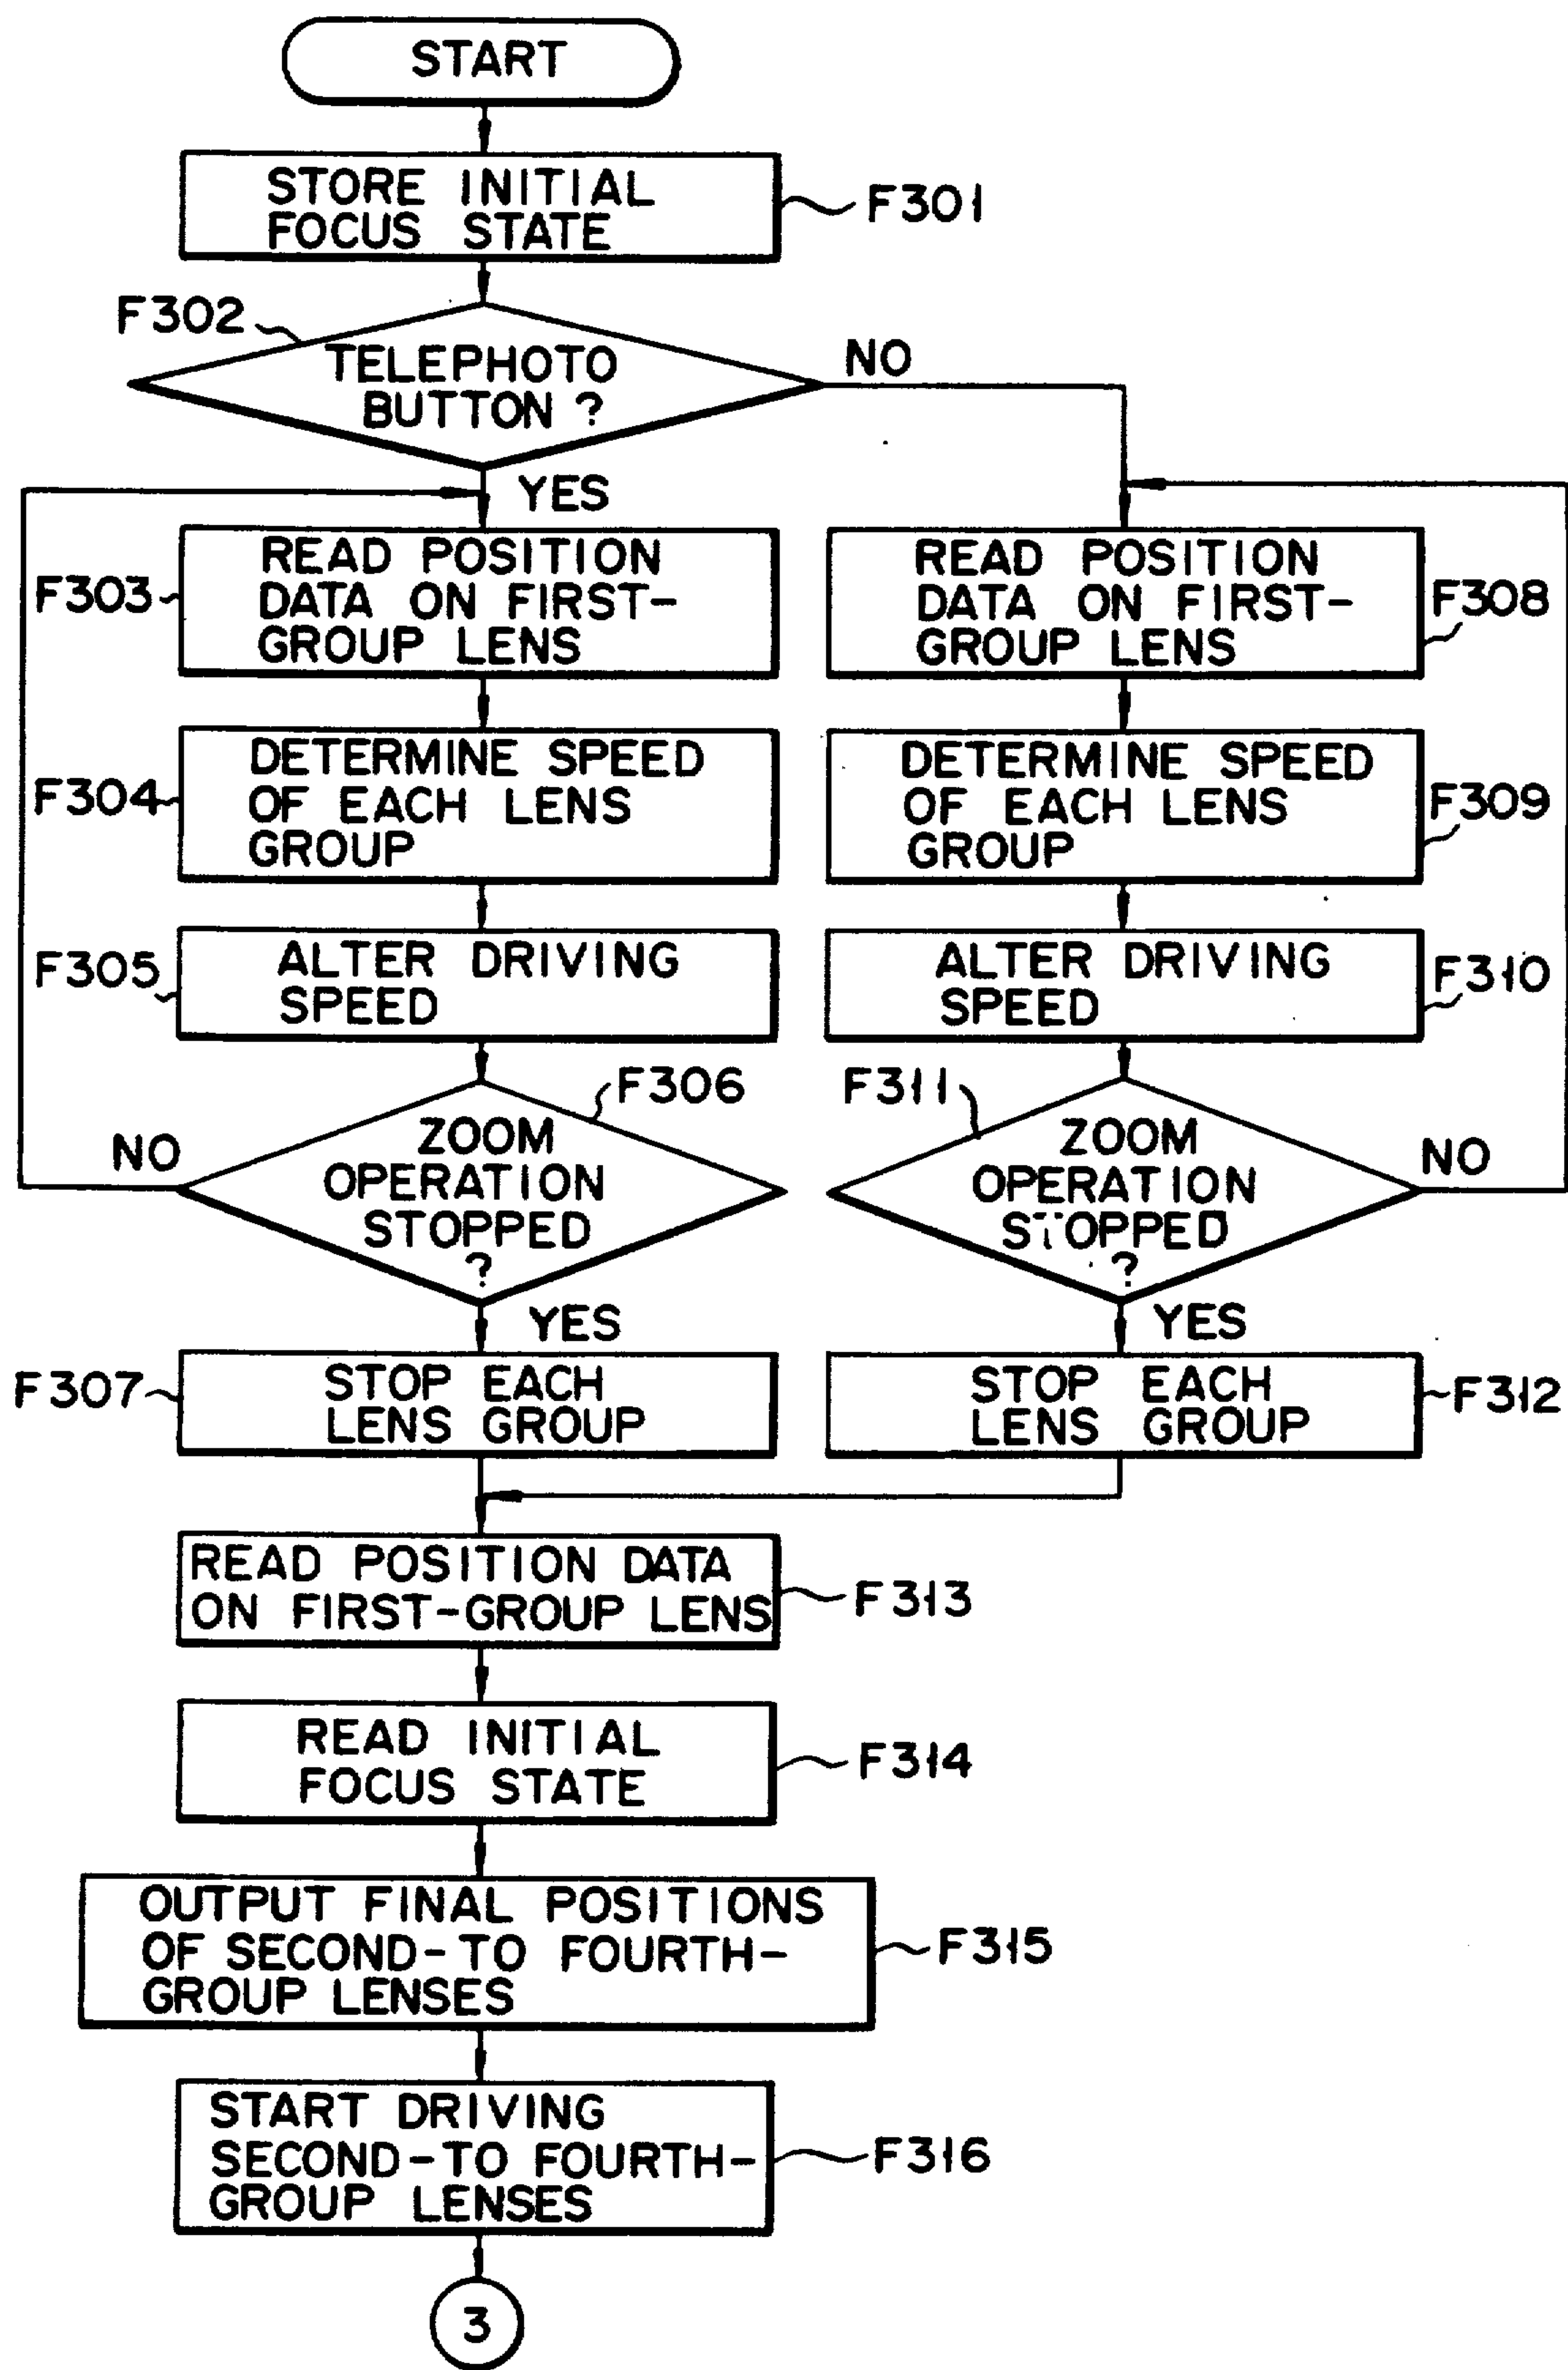 START
STORE INITIAL
FOCUS STATE
F301
F302
TELEPHOTO
BUTTON ?
NO
YES
F303
READ POSITION
DATA ON FIRST-
GROUP LENS
READ POSITION
DATA ON FIRST-
GROUP LENS
F308
F304
DETERMINE SPEED
OF EACH LENS
GROUP
DETERMINE SPEED
OF EACH LENS
GROUP
F309
F305
ALTER DRIVING
SPEED
ALTER DRIVING
SPEED
F310
F306
NO
ZOOM
OPERATION
STOPPED
?
YES
F311
ZOOM
OPERATION
STOPPED
?
NO
YES
F307
STOP EACH
LENS GROUP
STOP EACH
LENS GROUP
F312
READ POSITION DATA
ON FIRST-GROUP LENS
F313
READ INITIAL
FOCUS STATE
F314
OUTPUT FINAL POSITIONS
OF SECOND-TO FOURTH-
GROUP LENSES
F315
START DRIVING
SECOND-TO FOURTH-
GROUP LENSES
F316
3